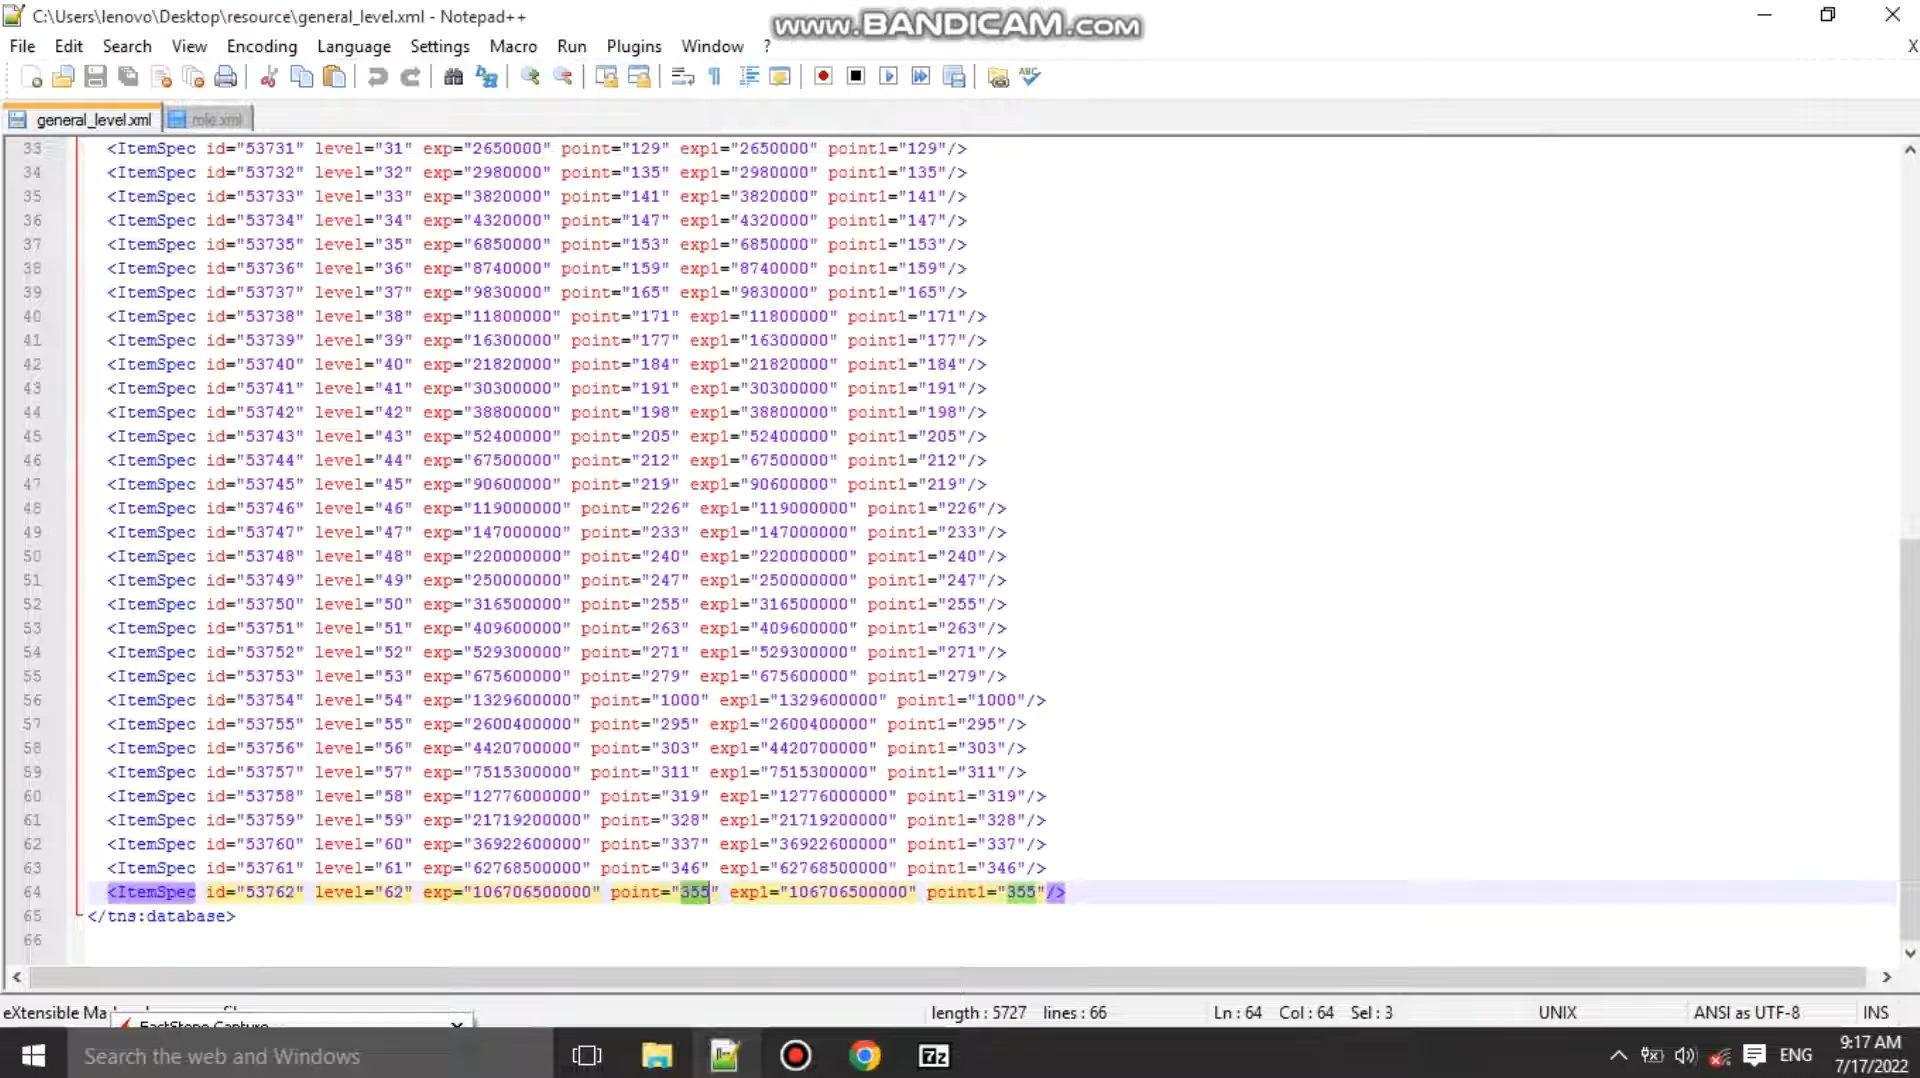 C:\Users\lenovo\Desktop\resource\general_level.xml - Notepad++
www.BANDICAM.com
File Edit Search View Encoding Language Settings Macro Run Plugins Window ?
X
general_level.xml role.xml
33 <ItemSpec id="53731" level="31" exp="2650000" point="129" exp1="2650000" point1="129"/>
34 <ItemSpec id="53732" level="32" exp="2980000" point="135" exp1="2980000" point1="135"/>
35 <ItemSpec id="53733" level="33" exp="3820000" point="141" exp1="3820000" point1="141"/>
36 <ItemSpec id="53734" level="34" exp="4320000" point="147" exp1="4320000" point1="147"/>
37 <ItemSpec id="53735" level="35" exp="6850000" point="153" exp1="6850000" point1="153"/>
38 <ItemSpec id="53736" level="36" exp="8740000" point="159" exp1="8740000" point1="159"/>
39 <ItemSpec id="53737" level="37" exp="9830000" point="165" exp1="9830000" point1="165"/>
40 <ItemSpec id="53738" level="38" exp="11800000" point="171" exp1="11800000" point1="171"/>
41 <ItemSpec id="53739" level="39" exp="16300000" point="177" exp1="16300000" point1="177"/>
42 <ItemSpec id="53740" level="40" exp="21820000" point="184" exp1="21820000" point1="184"/>
43 <ItemSpec id="53741" level="41" exp="30300000" point="191" exp1="30300000" point1="191"/>
44 <ItemSpec id="53742" level="42" exp="38800000" point="198" exp1="38800000" point1="198"/>
45 <ItemSpec id="53743" level="43" exp="52400000" point="205" exp1="52400000" point1="205"/>
46 <ItemSpec id="53744" level="44" exp="67500000" point="212" exp1="67500000" point1="212"/>
47 <ItemSpec id="53745" level="45" exp="90600000" point="219" exp1="90600000" point1="219"/>
48 <ItemSpec id="53746" level="46" exp="119000000" point="226" exp1="119000000" point1="226"/>
49 <ItemSpec id="53747" level="47" exp="147000000" point="233" exp1="147000000" point1="233"/>
50 <ItemSpec id="53748" level="48" exp="220000000" point="240" exp1="220000000" point1="240"/>
51 <ItemSpec id="53749" level="49" exp="250000000" point="247" exp1="250000000" point1="247"/>
52 <ItemSpec id="53750" level="50" exp="316500000" point="255" exp1="316500000" point1="255"/>
53 <ItemSpec id="53751" level="51" exp="409600000" point="263" exp1="409600000" point1="263"/>
54 <ItemSpec id="53752" level="52" exp="529300000" point="271" exp1="529300000" point1="271"/>
55 <ItemSpec id="53753" level="53" exp="675600000" point="279" exp1="675600000" point1="279"/>
56 <ItemSpec id="53754" level="54" exp="1329600000" point="1000" exp1="1329600000" point1="1000"/>
57 <ItemSpec id="53755" level="55" exp="2600400000" point="295" exp1="2600400000" point1="295"/>
58 <ItemSpec id="53756" level="56" exp="4420700000" point="303" exp1="4420700000" point1="303"/>
59 <ItemSpec id="53757" level="57" exp="7515300000" point="311" exp1="7515300000" point1="311"/>
60 <ItemSpec id="53758" level="58" exp="12776000000" point="319" exp1="12776000000" point1="319"/>
61 <ItemSpec id="53759" level="59" exp="21719200000" point="328" exp1="21719200000" point1="328"/>
62 <ItemSpec id="53760" level="60" exp="36922600000" point="337" exp1="36922600000" point1="337"/>
63 <ItemSpec id="53761" level="61" exp="62768500000" point="346" exp1="62768500000" point1="346"/>
64 <ItemSpec id="53762" level="62" exp="106706500000" point="355" exp1="106706500000" point1="355"/>
65 </tns:database>
66
eXtensible Ma length : 5727 lines : 66 Ln : 64 Col : 64 Sel : 3 UNIX ANSI as UTF-8 INS
FastStone Capture
Search the web and Windows
7z
ENG
9:17 AM
7/17/2022